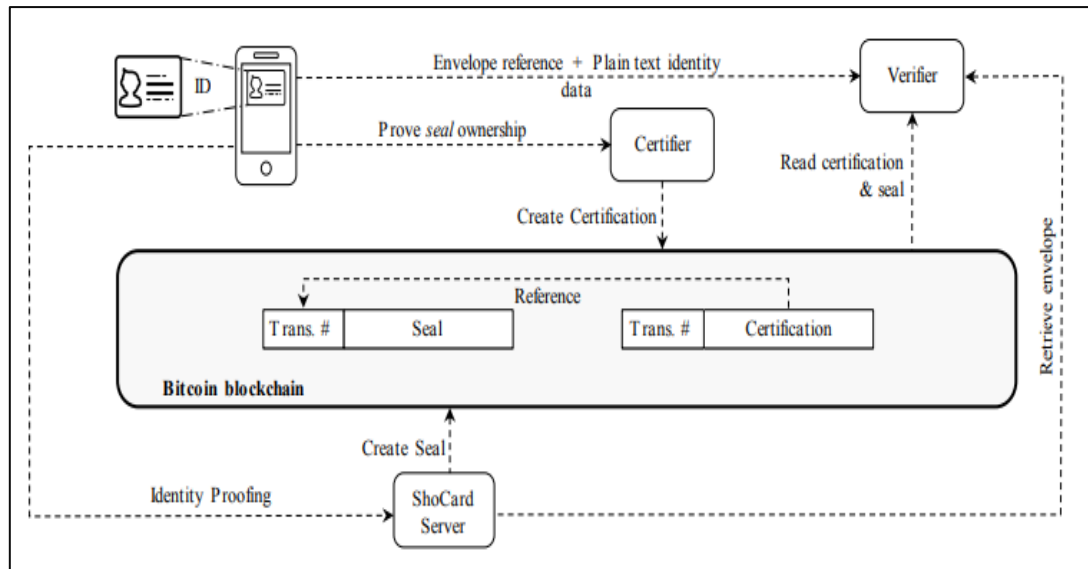 ID
Envelope reference + Plain text identity
data
Verifier
Prove seal ownership
Certifier
Read certification
& seal
Create Certification
Retrieve envelope
Reference
Trans. #
Seal
Trans. #
Certification
Bitcoin blockchain
Create Seal
Identity Proofing
ShoCard
Server